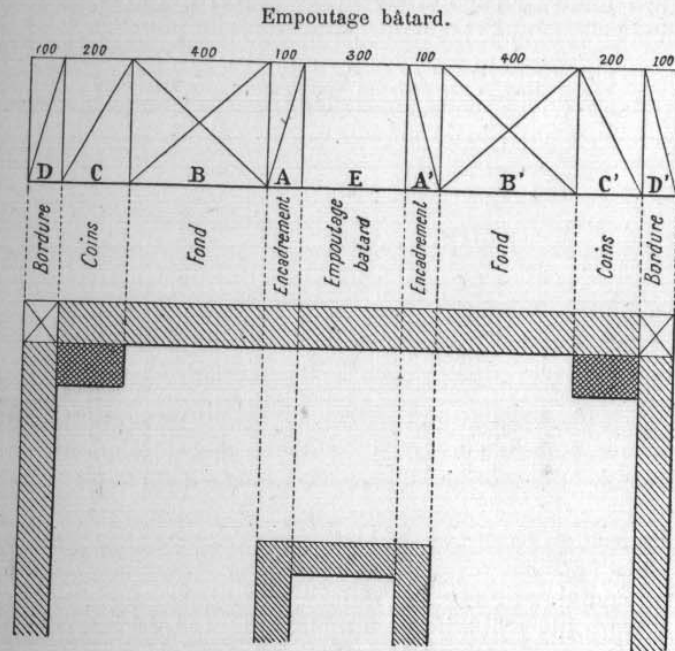 Empoutage bâtard.
100 200 400 100 300 100 400 200 100
D C B A E A' B' C' D'
Bordure
Coins
Fond
Encadrement
Empoutage
batard
Encadrement
Fond
Coins
Bordure